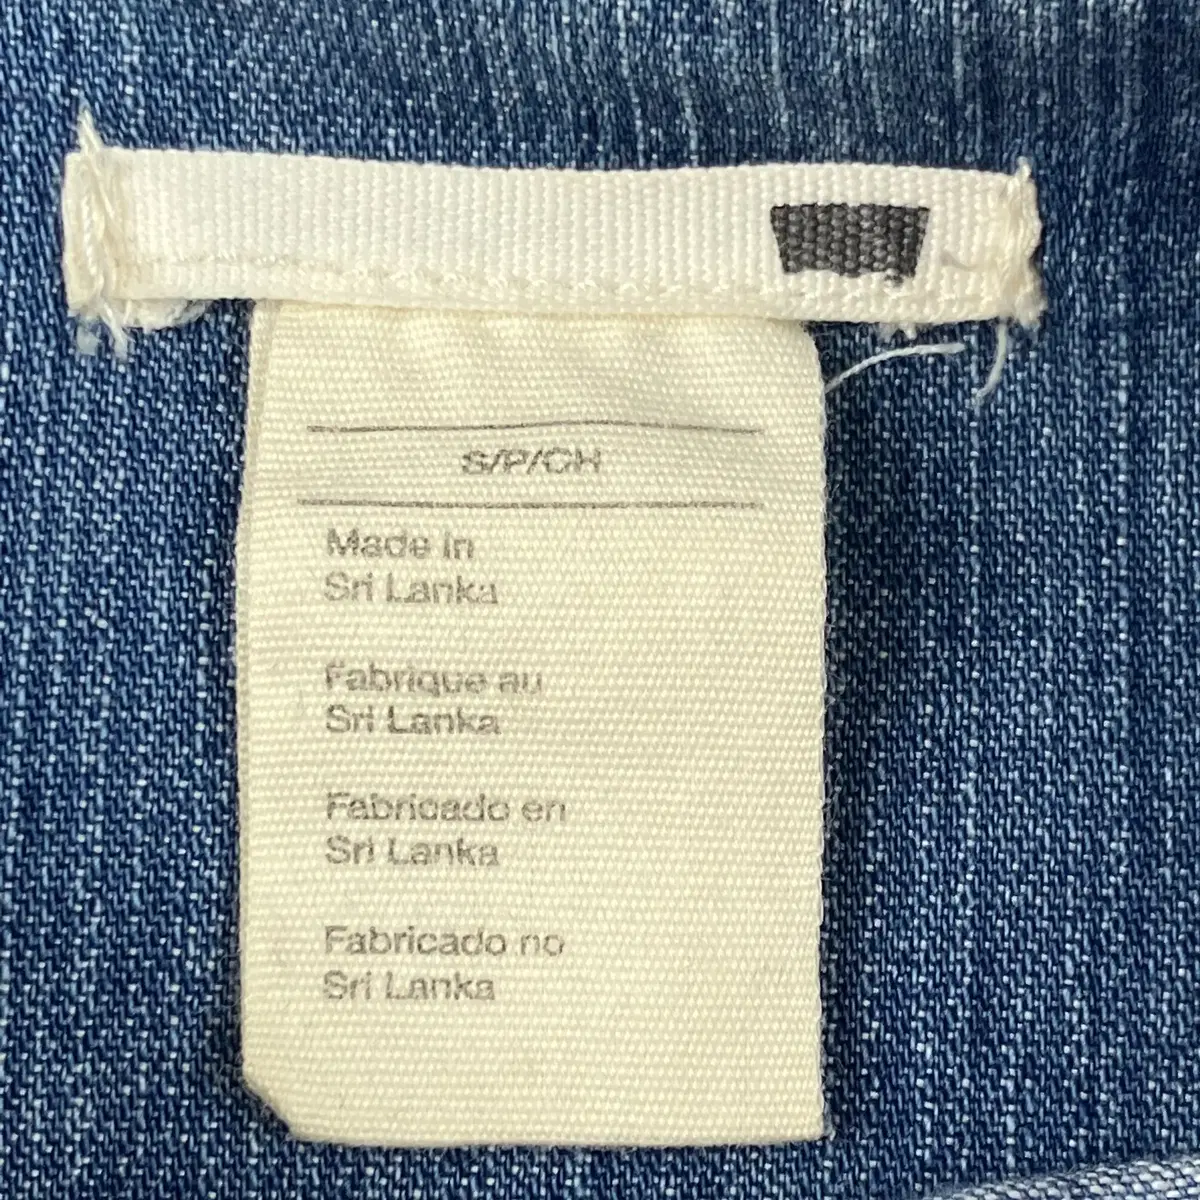 S/P/CH
Made in
Sri Lanka
Fabrique au
Sri Lanka
Fabricado en
Sri Lanka
Fabricado no
Sri Lanka